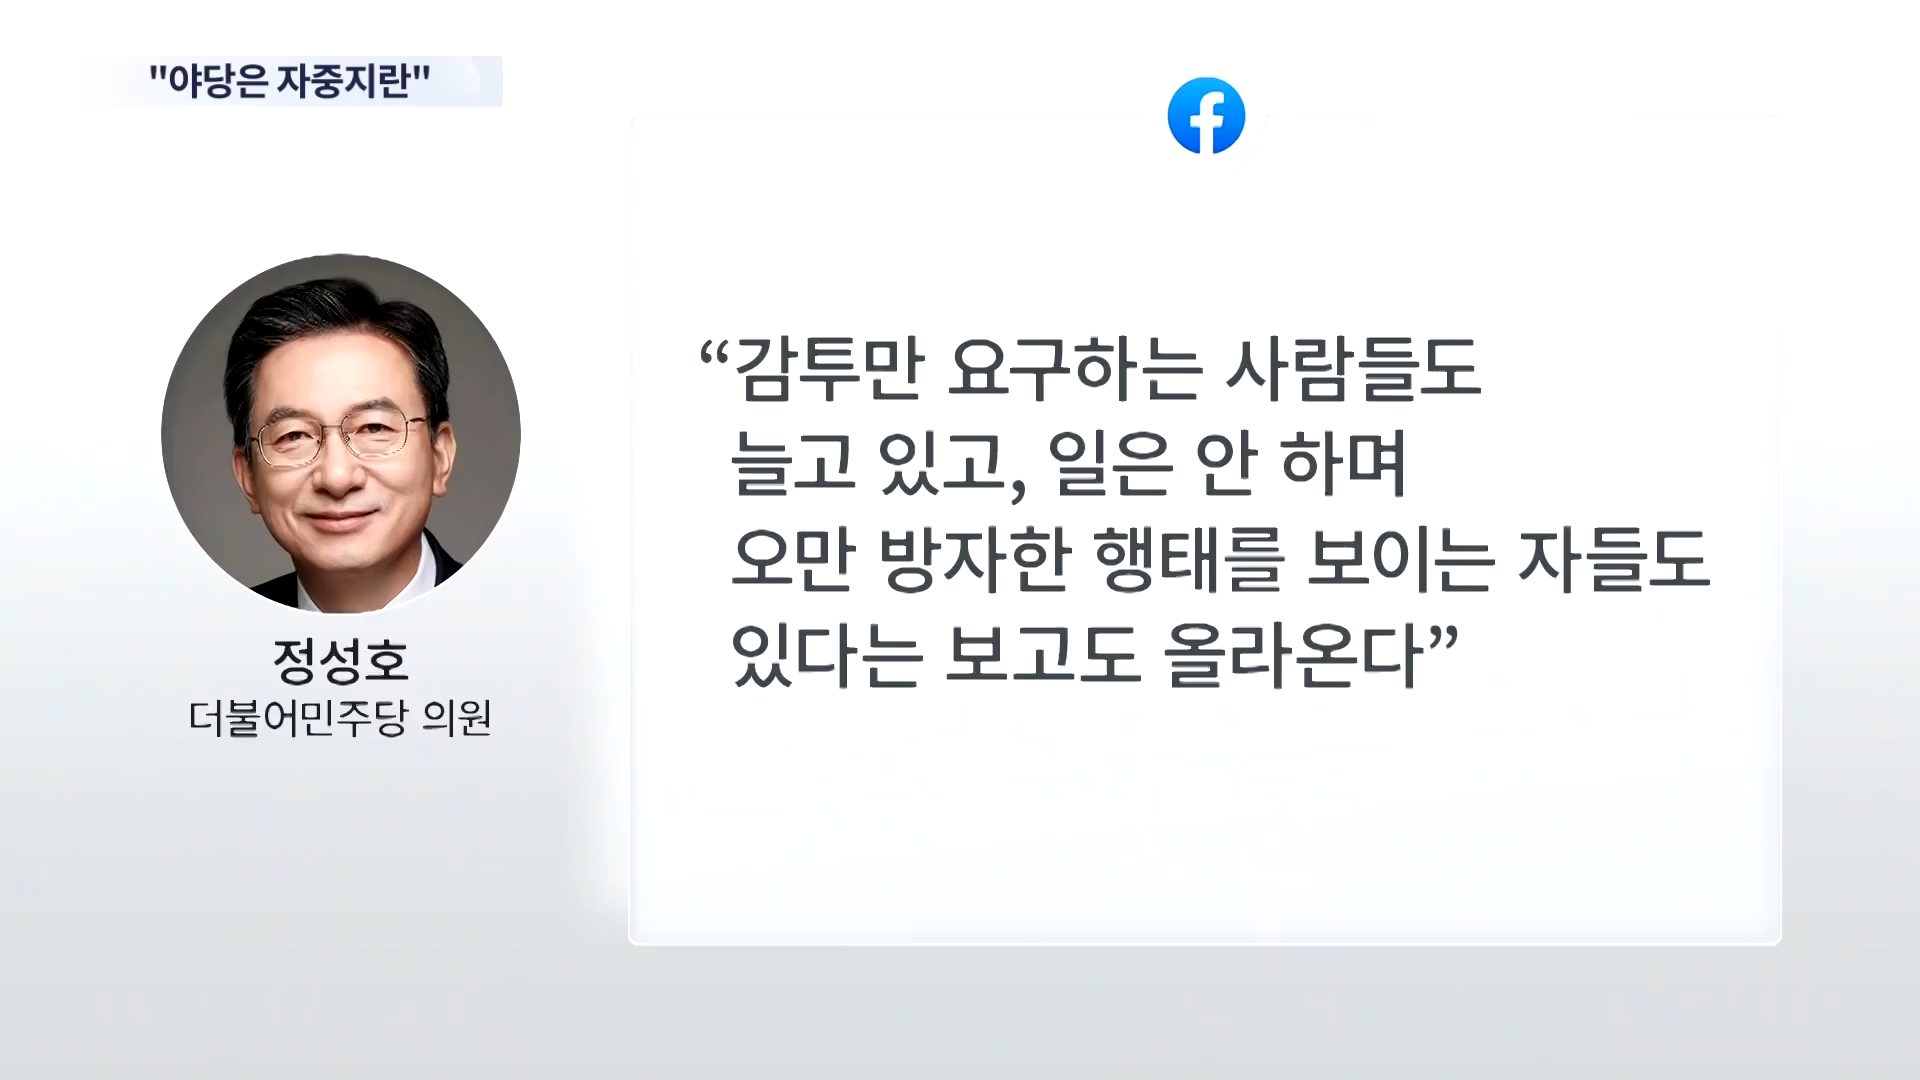 "야당은 자중지란"
“감투만 요구하는 사람들도
늘고 있고, 일은 안 하며
오만 방자한 행태를 보이는 자들도
있다는 보고도 올라온다”
정성호
더불어민주당 의원